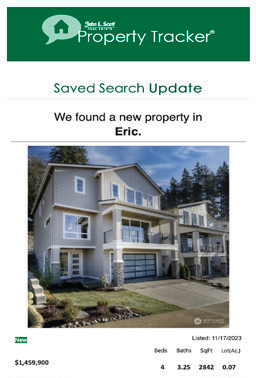 John L. Scott
REAL ESTATE
Property Tracker®
Saved Search Update
We found a new property in
Eric.
New
Listed: 11/17/2023
Beds Baths SqFt Lot(Ac.)
$1,459,900
4 3.25 2842 0.07